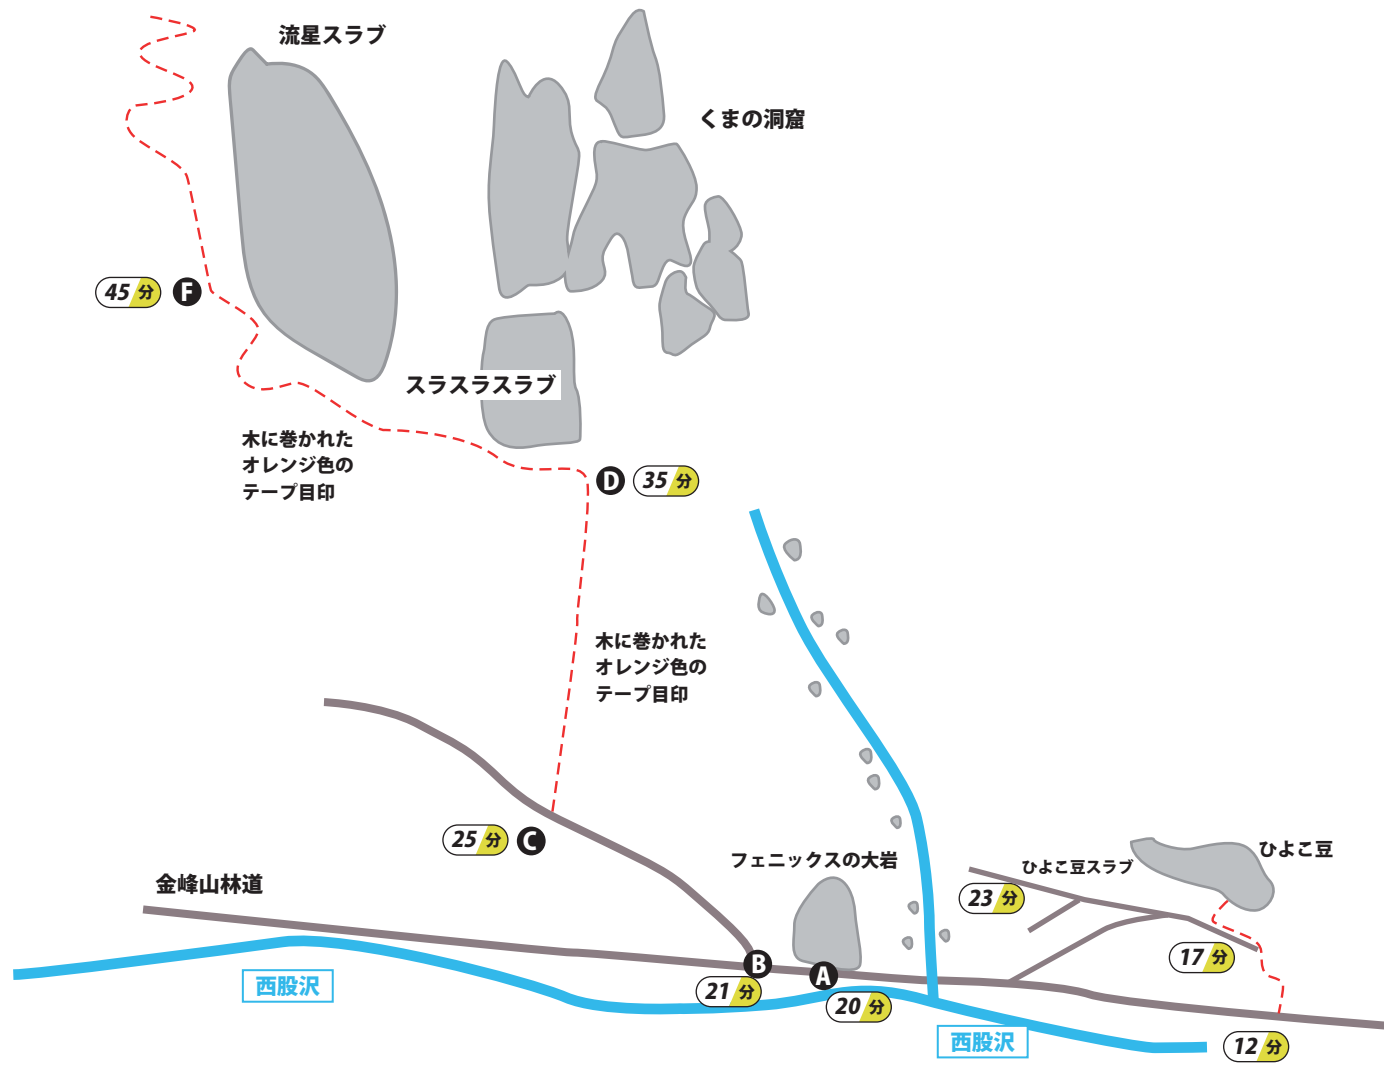 流星スラブ
くまの洞窟
45分 F
スラスラスラブ
木に巻かれた
オレンジ色の
テープ目印
D 35分
木に巻かれた
オレンジ色の
テープ目印
25分 C
フェニックスの大岩
ひよこ豆スラブ
ひよこ豆
金峰山林道
23分
17分
B
21分
A
20分
西股沢
西股沢
12分